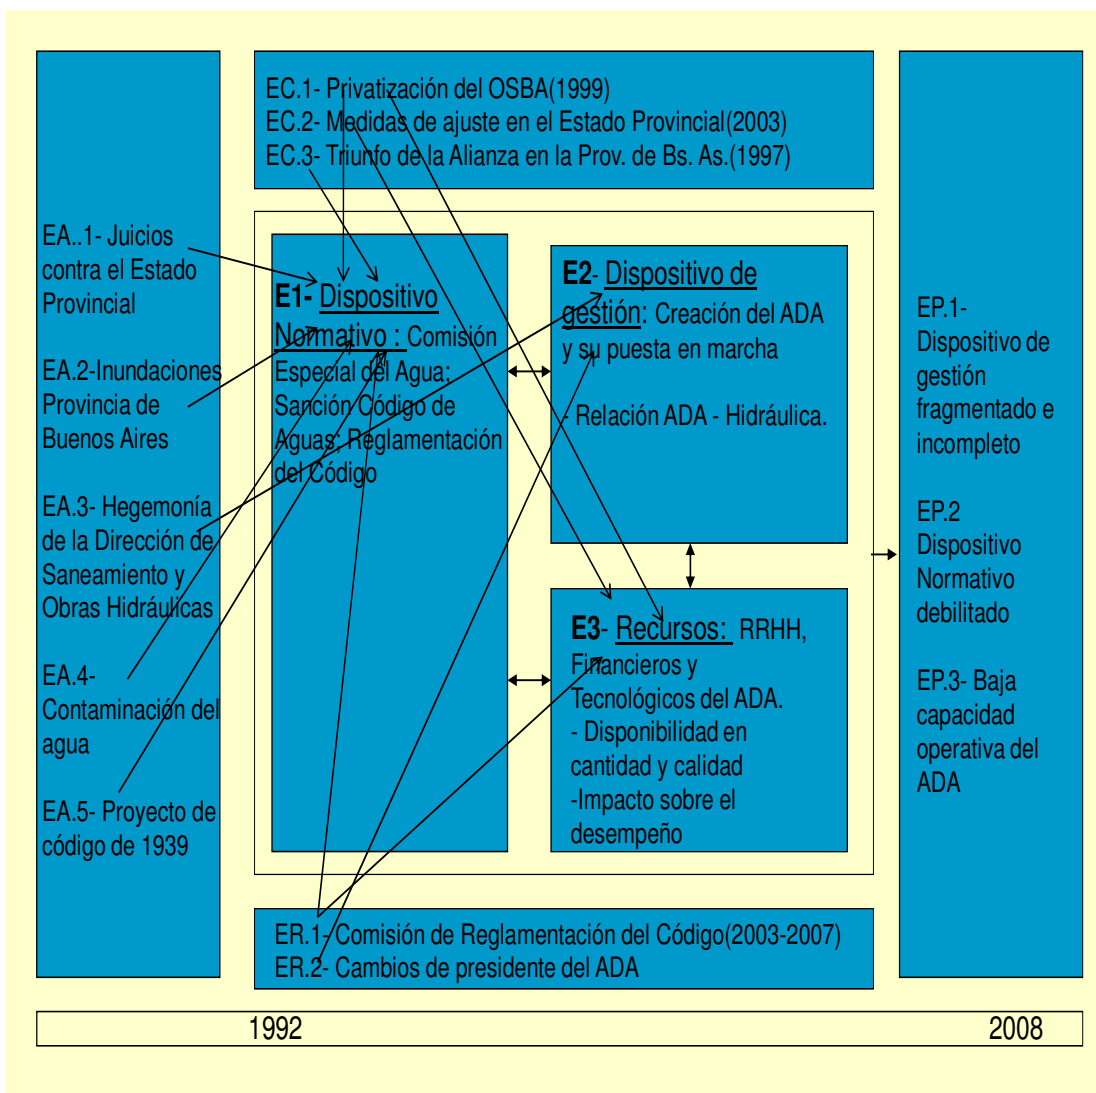 EC.1- Privatización del OSBA(1999)
EC.2- Medidas de ajuste en el Estado Provincial(2003)
EC.3- Triunfo de la Alianza en la Prov. de Bs. As.(1997)
EA..1- Juicios
contra el Estado
Provincial
EA.2-Inundaciones
Provincia de
Buenos Aires
EA.3- Hegemonía
de la Dirección de
Saneamiento y
Obras Hidráulicas
EA.4-
Contaminación del
agua
EA.5- Proyecto de
código de 1939
E1- Dispositivo
Normativo : Comisión
Especial del Agua;
Sanción Código de
Aguas; Reglamentación
del Código
E2- Dispositivo de
gestión: Creación del ADA
y su puesta en marcha
- Relación ADA - Hidráulica.
E3- Recursos: RRHH,
Financieros y
Tecnológicos del ADA.
- Disponibilidad en
cantidad y calidad
-Impacto sobre el
desempeño
EP.1-
Dispositivo de
gestión
fragmentado e
incompleto
EP.2
Dispositivo
Normativo
debilitado
EP.3- Baja
capacidad
operativa del
ADA
ER.1- Comisión de Reglamentación del Código(2003-2007)
ER.2- Cambios de presidente del ADA
1992
2008